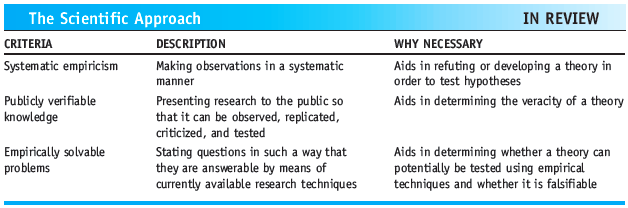 The Scientific Approach IN REVIEW
CRITERIA DESCRIPTION WHY NECESSARY
Systematic empiricism Making observations in a systematic Aids in refuting or developing a theory in
manner order to test hypotheses
Publicly verifiable Presenting research to the public so Aids in determining the veracity of a theory
knowledge that it can be observed, replicated,
criticized, and tested
Empirically solvable Stating questions in such a way that Aids in determining whether a theory can
problems they are answerable by means of potentially be tested using empirical
currently available research techniques techniques and whether it is falsifiable